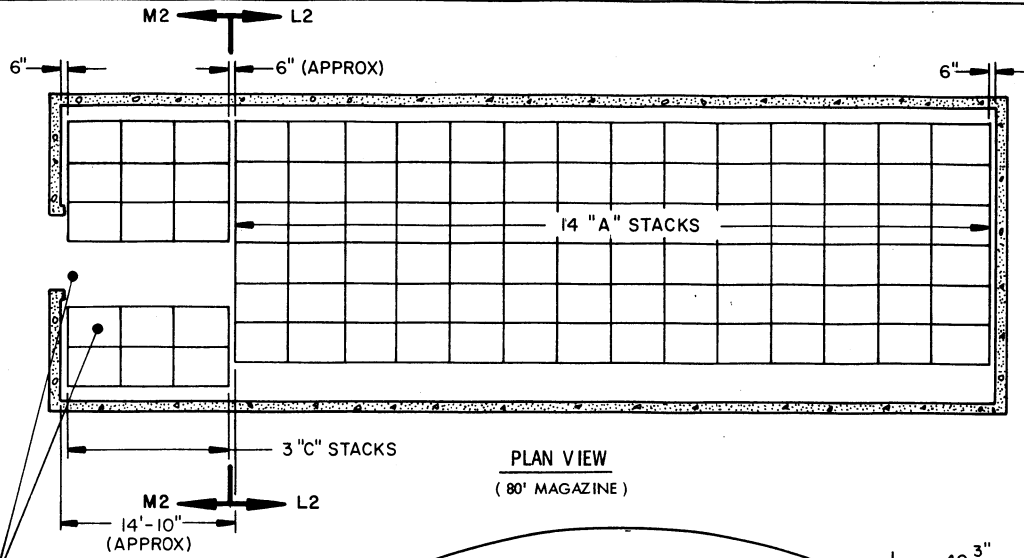 M2 L2
6" 6" (APPROX) 6"
14 "A" STACKS
3 "C" STACKS
PLAN VIEW
( 80' MAGAZINE )
M2 L2
14'-10"
(APPROX)